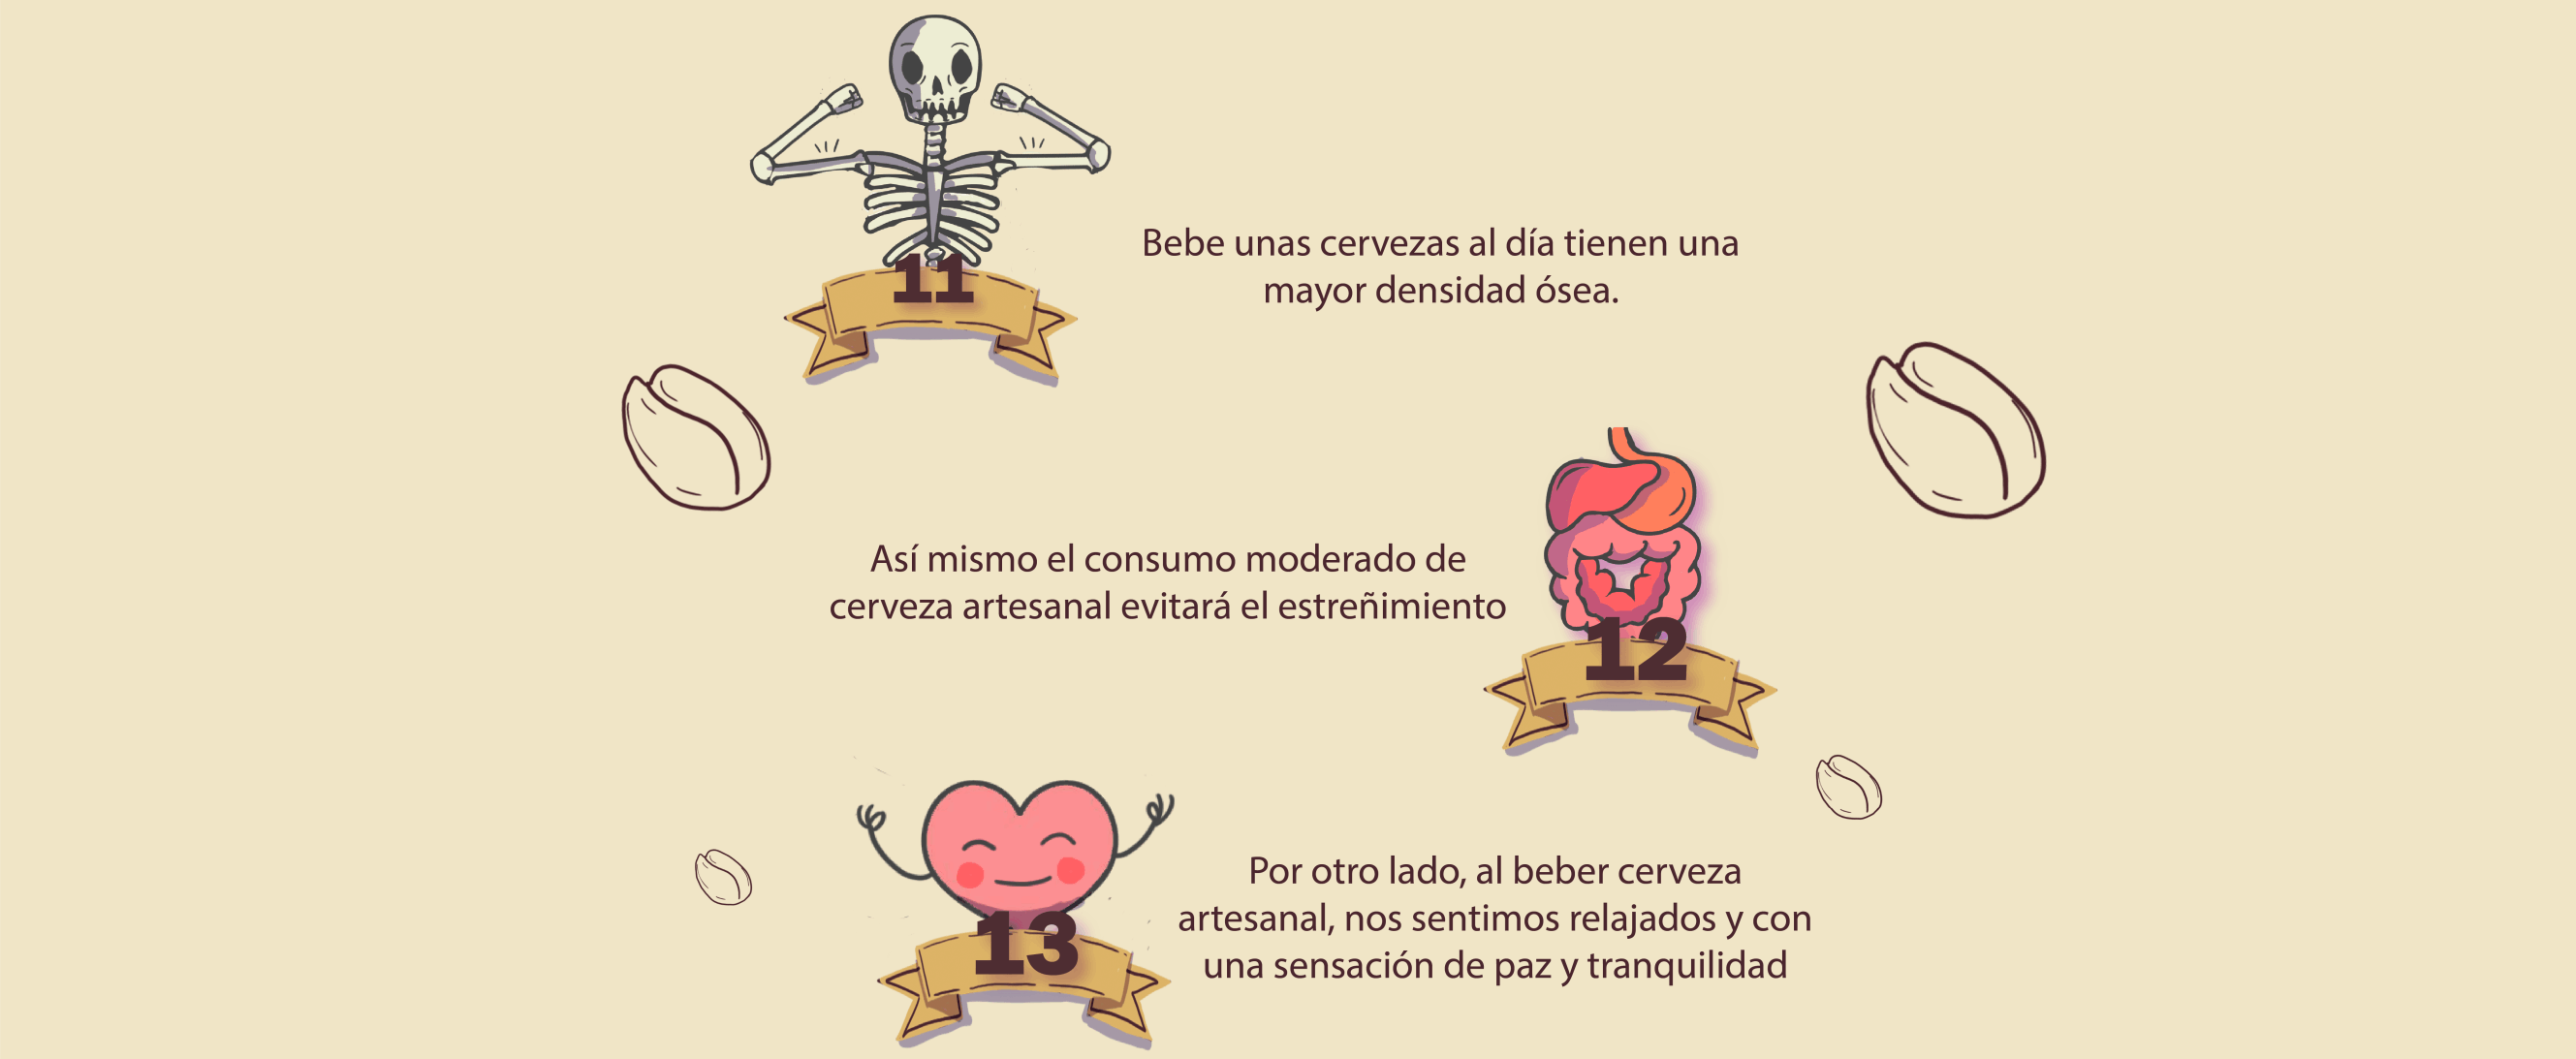 11
Bebe unas cervezas al día tienen una
mayor densidad ósea.
Así mismo el consumo moderado de
cerveza artesanal evitará el estreñimiento
12
13
Por otro lado, al beber cerveza
artesanal, nos sentimos relajados y con
una sensación de paz y tranquilidad